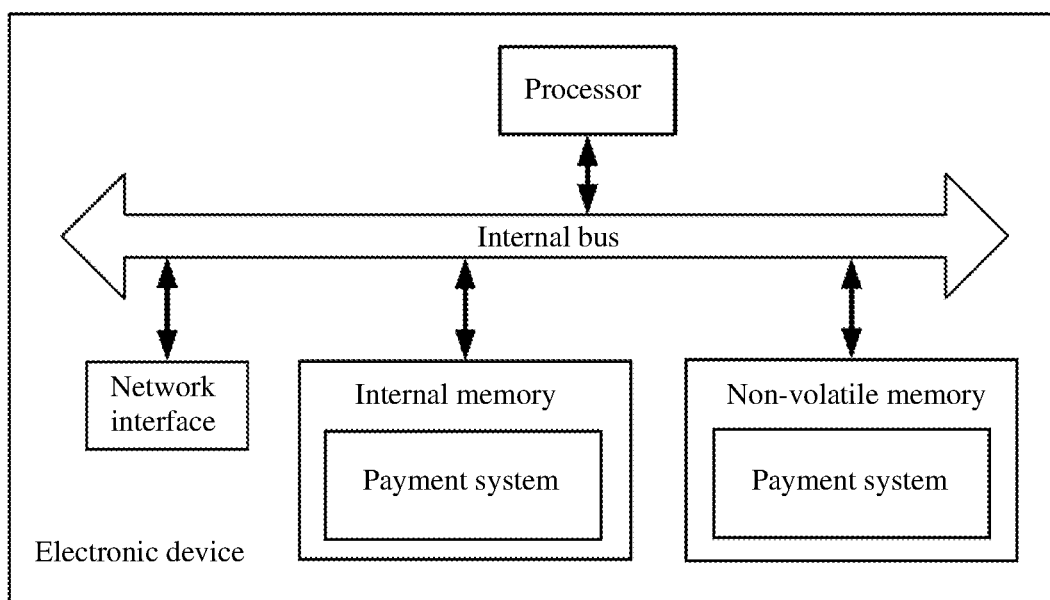 Processor
Internal bus
Network
interface
Internal memory
Payment system
Non-volatile memory
Payment system
Electronic device